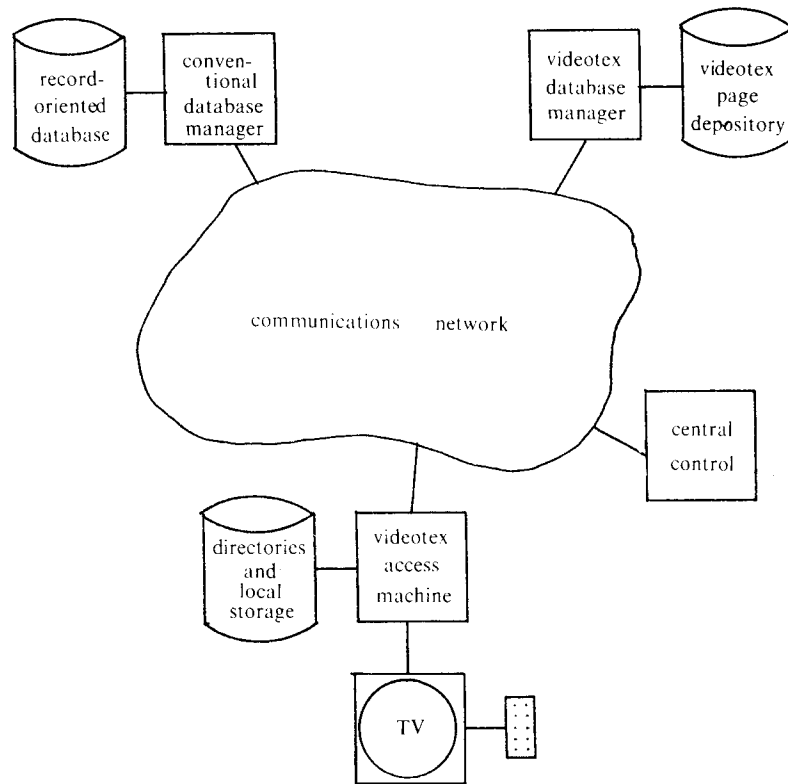 record-
oriented
database
conven-
tional
database
manager
videotex
database
manager
videotex
page
depository
communications network
central
control
directories
and
local
storage
videotex
access
machine
TV